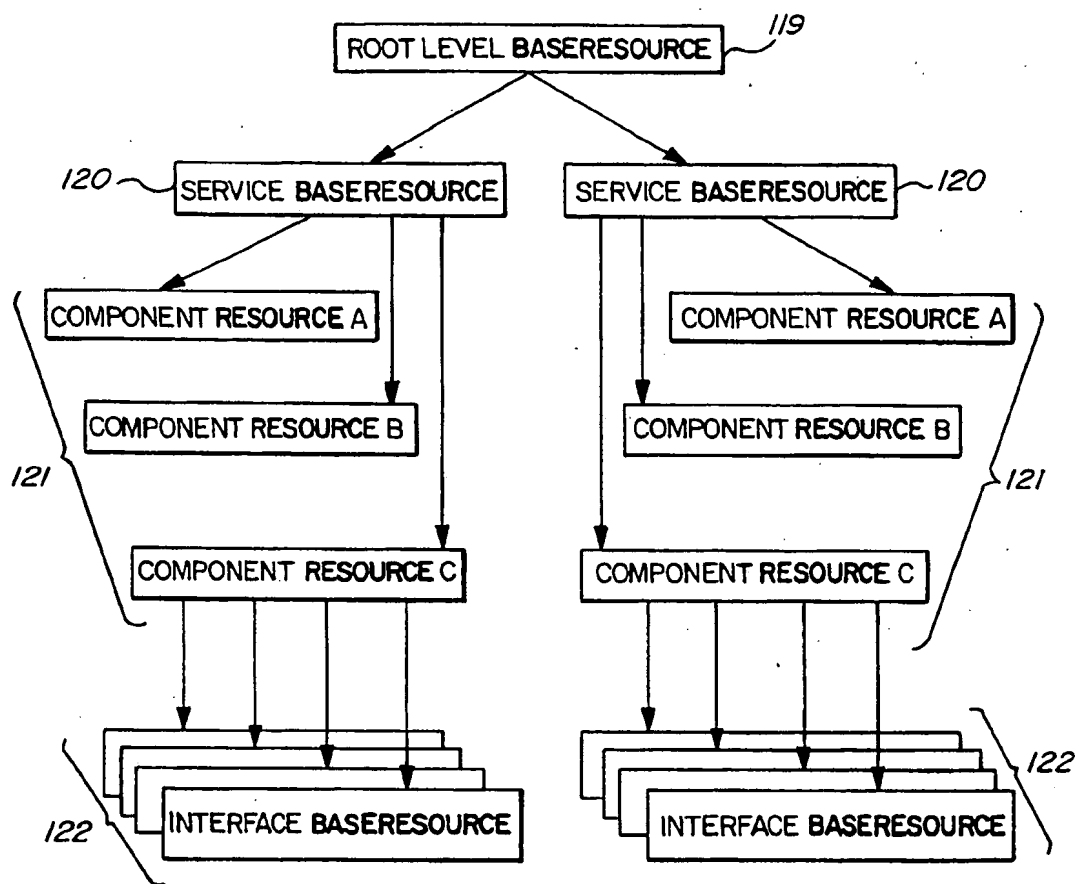 119
ROOT LEVEL BASERESOURCE
120
SERVICE BASERESOURCE
SERVICE BASERESOURCE
120
COMPONENT RESOURCE A
COMPONENT RESOURCE A
COMPONENT RESOURCE B
COMPONENT RESOURCE B
121
121
COMPONENT RESOURCE C
COMPONENT RESOURCE C
122
122
INTERFACE BASERESOURCE
INTERFACE BASERESOURCE